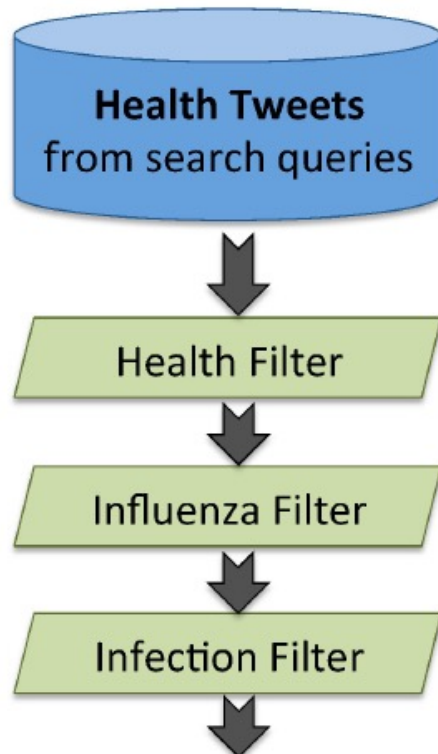 Health Tweets
from search queries
Health Filter
Influenza Filter
Infection Filter